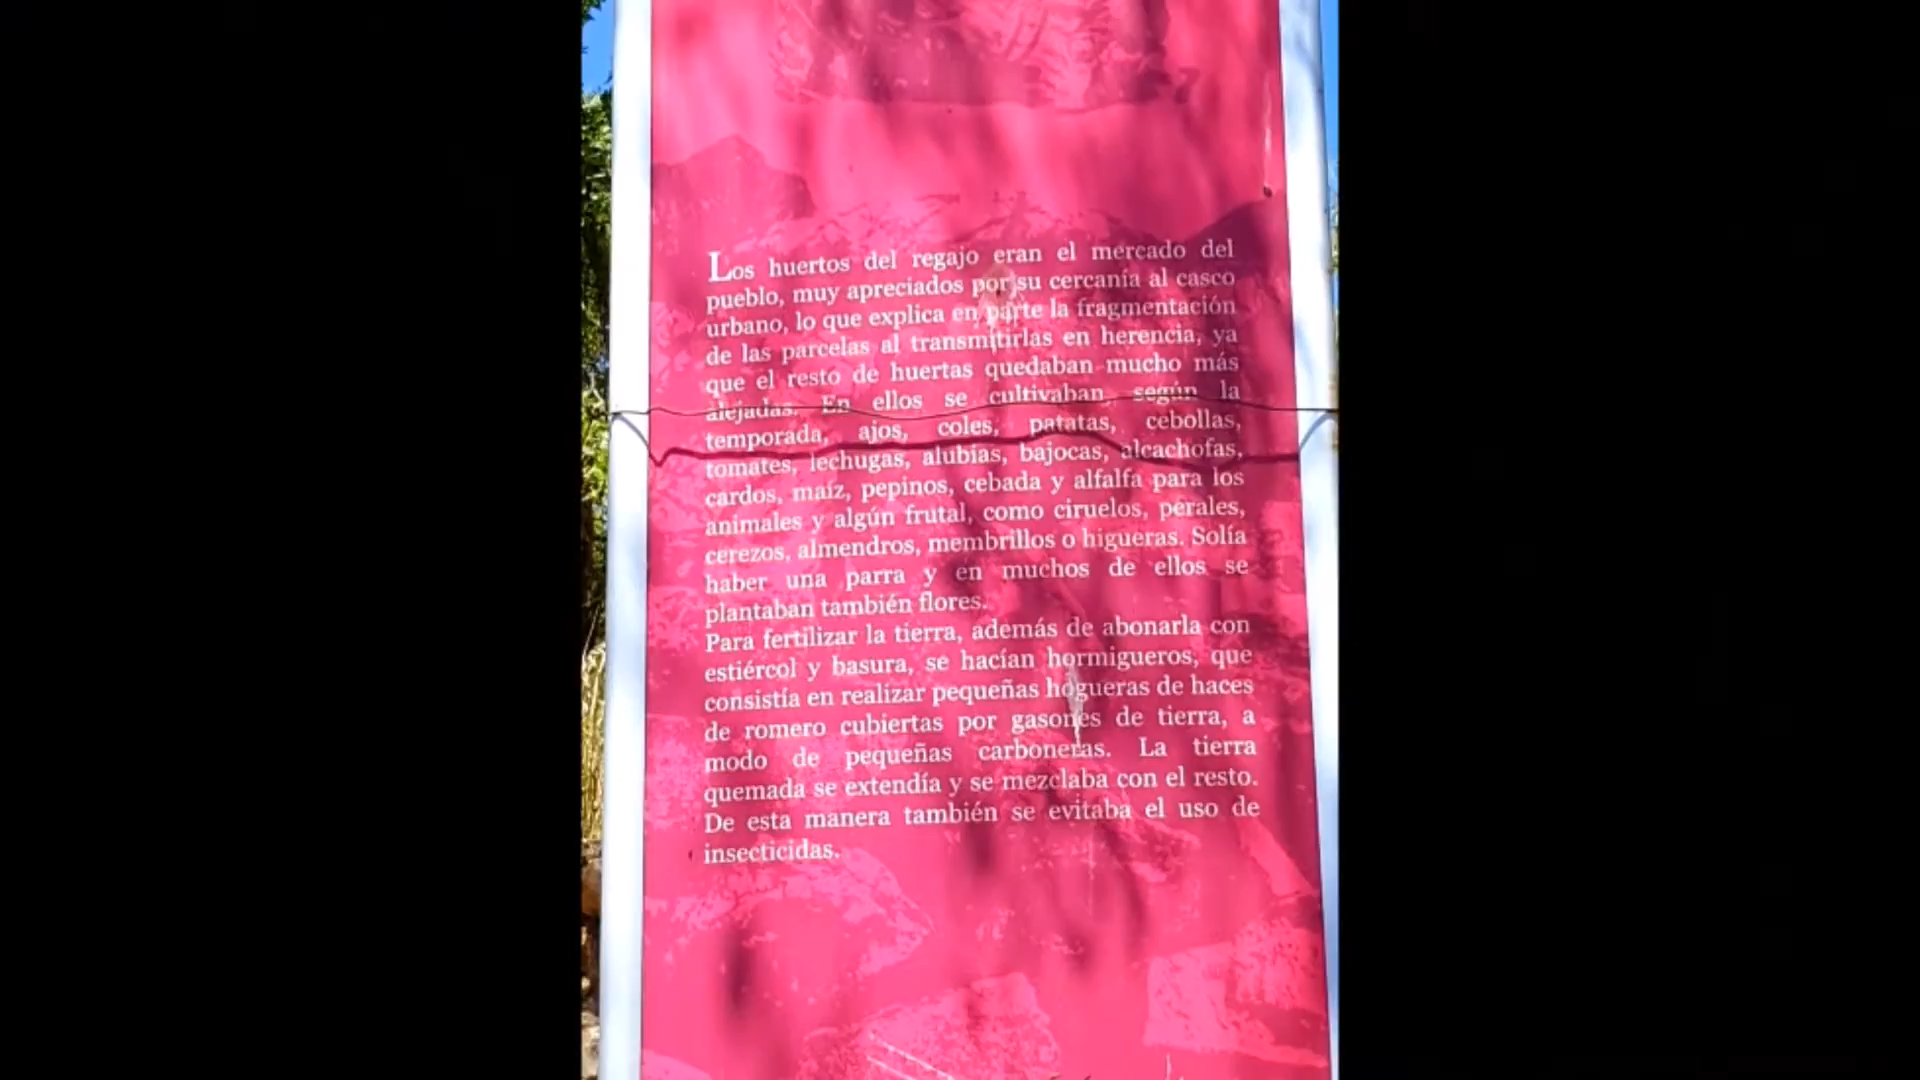 Los huertos del regajo eran el mercado del
pueblo, muy apreciados por su cercanía al casco
urbano, lo que explica en parte la fragmentación
de las parcelas al transmitirlas en herencia, ya
que el resto de huertas quedaban mucho más
alejadas. En ellos se cultivaban, según la
temporada, ajos, coles, patatas, cebollas,
tomates, lechugas, alubias, bajocas, alcachofas,
cardos, maíz, pepinos, cebada y alfalfa para los
animales y algún frutal, como ciruelos, perales,
cerezos, almendros, membrillos o higueras. Solía
haber una parra y en muchos de ellos se
plantaban también flores.
Para fertilizar la tierra, además de abonarla con
estiércol y basura, se hacían hormigueros, que
consistía en realizar pequeñas hogueras de haces
de romero cubiertas por gasones de tierra, a
modo de pequeñas carboneras. La tierra
quemada se extendía y se mezclaba con el resto.
De esta manera también se evitaba el uso de
insecticidas.